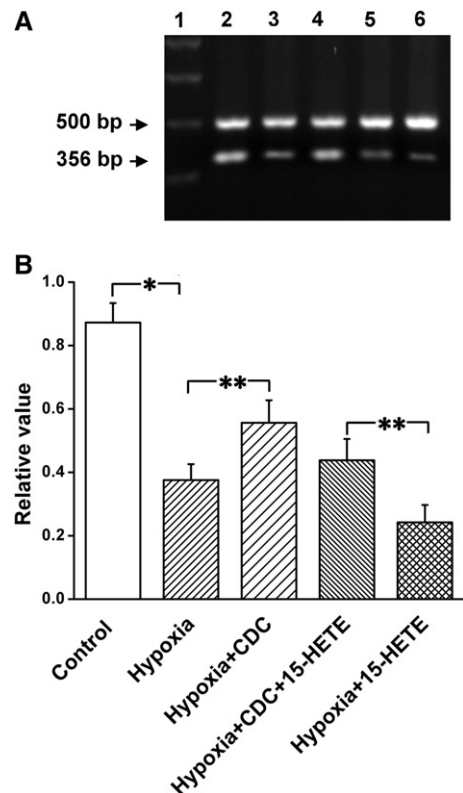 A
1 2 3 4 5 6
500 bp
356 bp
B
1.0
0.8
0.6
0.4
0.2
0.0
Relative value
*
**
**
Control
Hypoxia
Hypoxia+CDC
Hypoxia+CDC+15-HETE
Hypoxia+15-HETE